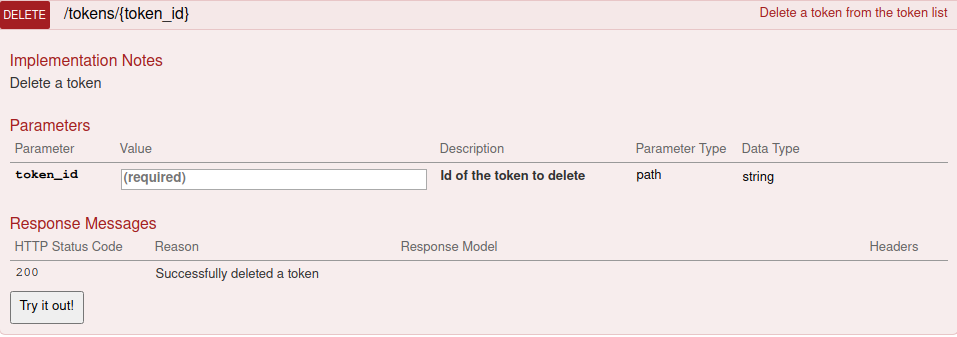 DELETE /tokens/{token_id} Delete a token from the token list
Implementation Notes
Delete a token
Parameters
Parameter Value Description Parameter Type Data Type
token_id (required) Id of the token to delete path string
Response Messages
HTTP Status Code Reason Response Model Headers
200 Successfully deleted a token
Try it out!